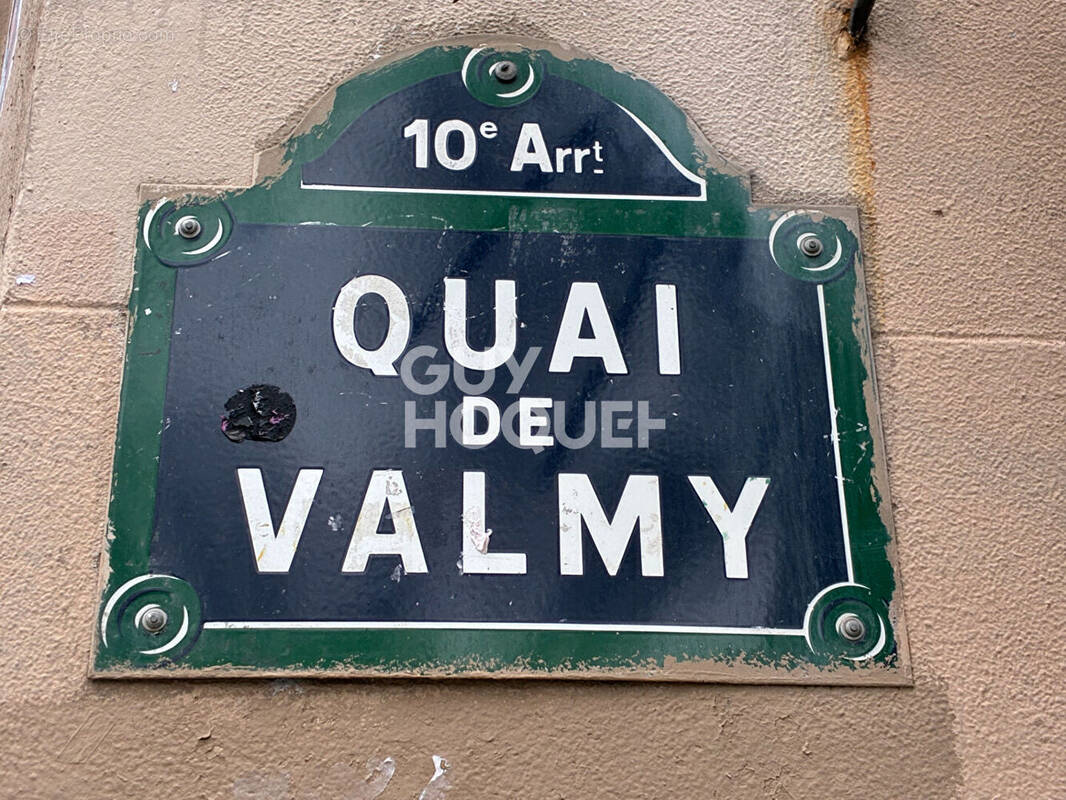 10e Arrt
QUAI
DE
VALMY
GUY
HOQUET